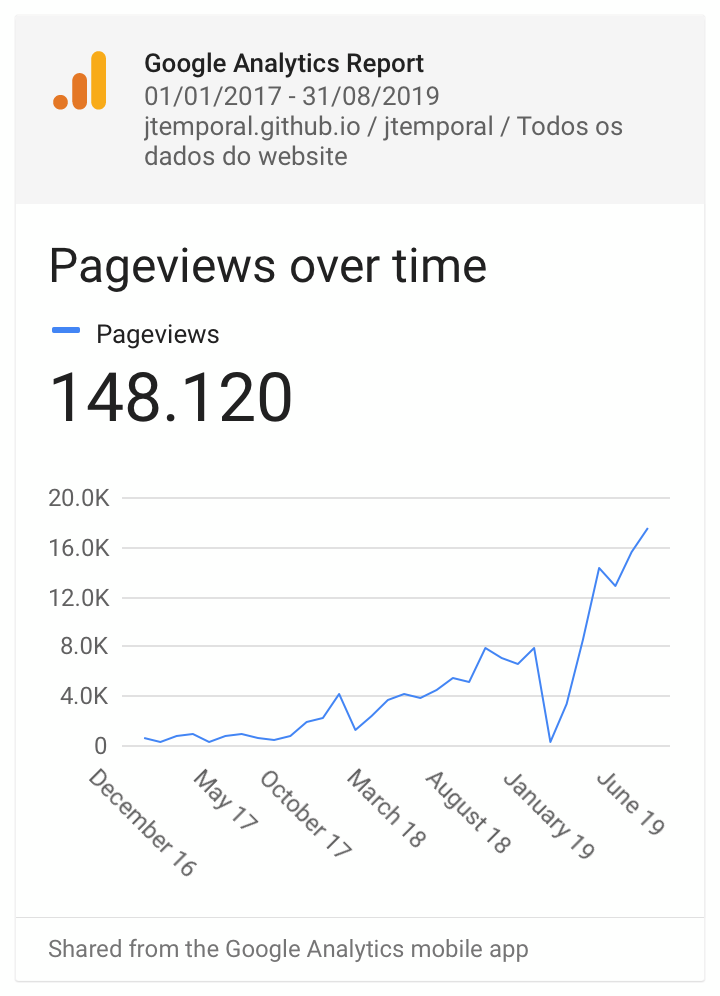 Google Analytics Report
01/01/2017 - 31/08/2019
jtemporal.github.io / jtemporal / Todos os
dados do website
Pageviews over time
Pageviews
148.120
20.0K
16.0K
12.0K
8.0K
4.0K
0
December 16
May 17
October 17
March 18
August 18
January 19
June 19
Shared from the Google Analytics mobile app